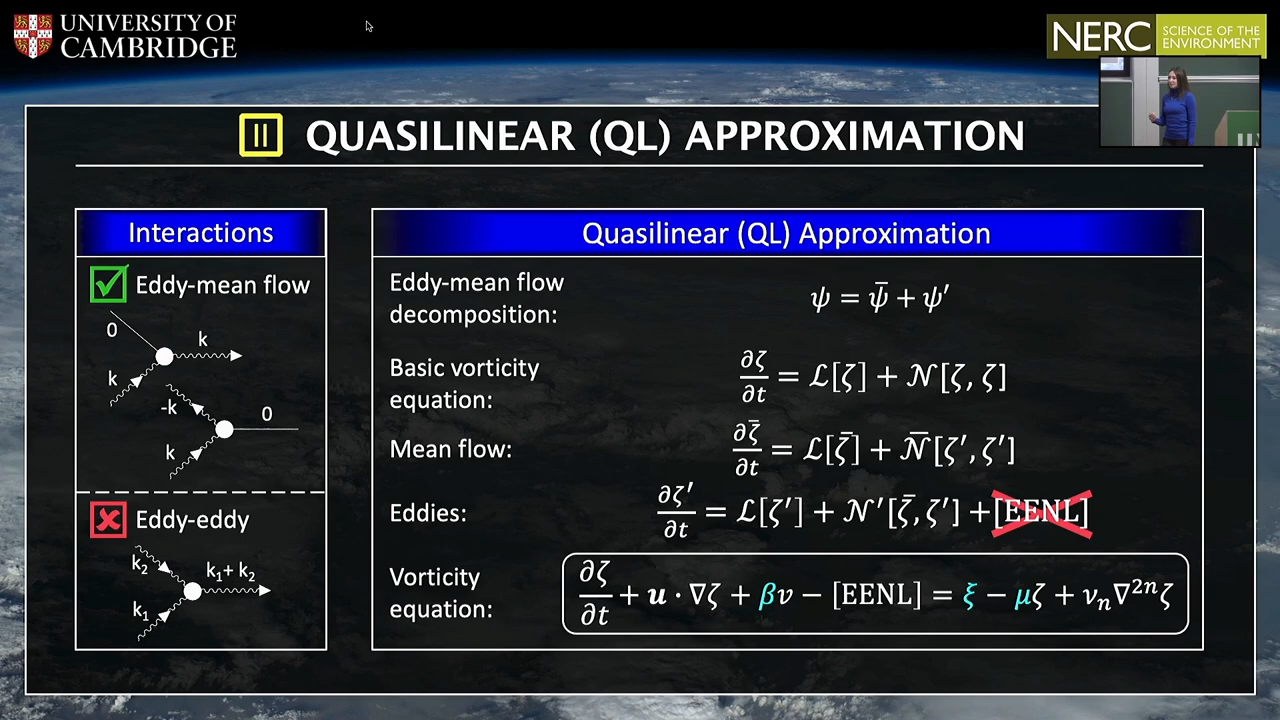 UNIVERSITY OF
CAMBRIDGE
NERC SCIENCE OF THE
ENVIRONMENT
II QUASILINEAR (QL) APPROXIMATION
Interactions
Eddy-mean flow
0
k
k
-k
0
k
Eddy-eddy
k₂
k₁+ k₂
k₁
Quasilinear (QL) Approximation
Eddy-mean flow
decomposition:
ψ = ψ̄ + ψ′
Basic vorticity
equation:
∂ζ/∂t = ℒ[ζ] + 𝒩[ζ, ζ]
Mean flow:
∂ζ̄/∂t = ℒ[ζ̄] + 𝒩̄[ζ′, ζ′]
Eddies:
∂ζ′/∂t = ℒ[ζ′] + 𝒩′[ζ̄, ζ′] +[EENL]
Vorticity
equation:
∂ζ/∂t + u · ∇ζ + βv − [EENL] = ξ − μζ + νₙ∇²ⁿζ